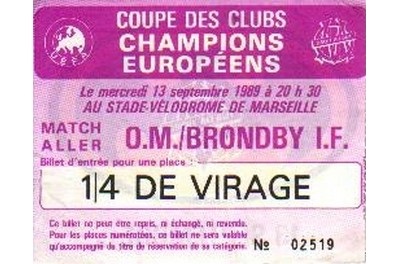 COUPE DES CLUBS
CHAMPIONS
EUROPÉENS
UEFA
Le mercredi 13 septembre 1989 à 20 h 30
AU STADE-VÉLODROME DE MARSEILLE
MATCH
ALLER
O.M./BRONDBY I.F.
Billet d'entrée pour une place :
1/4 DE VIRAGE
Ce billet ne peut être repris, ni échangé, ni revendu.
Pour les places numérotées, ce billet ne sera valable
qu'accompagné du titre de réservation de sa catégorie.
No 02519